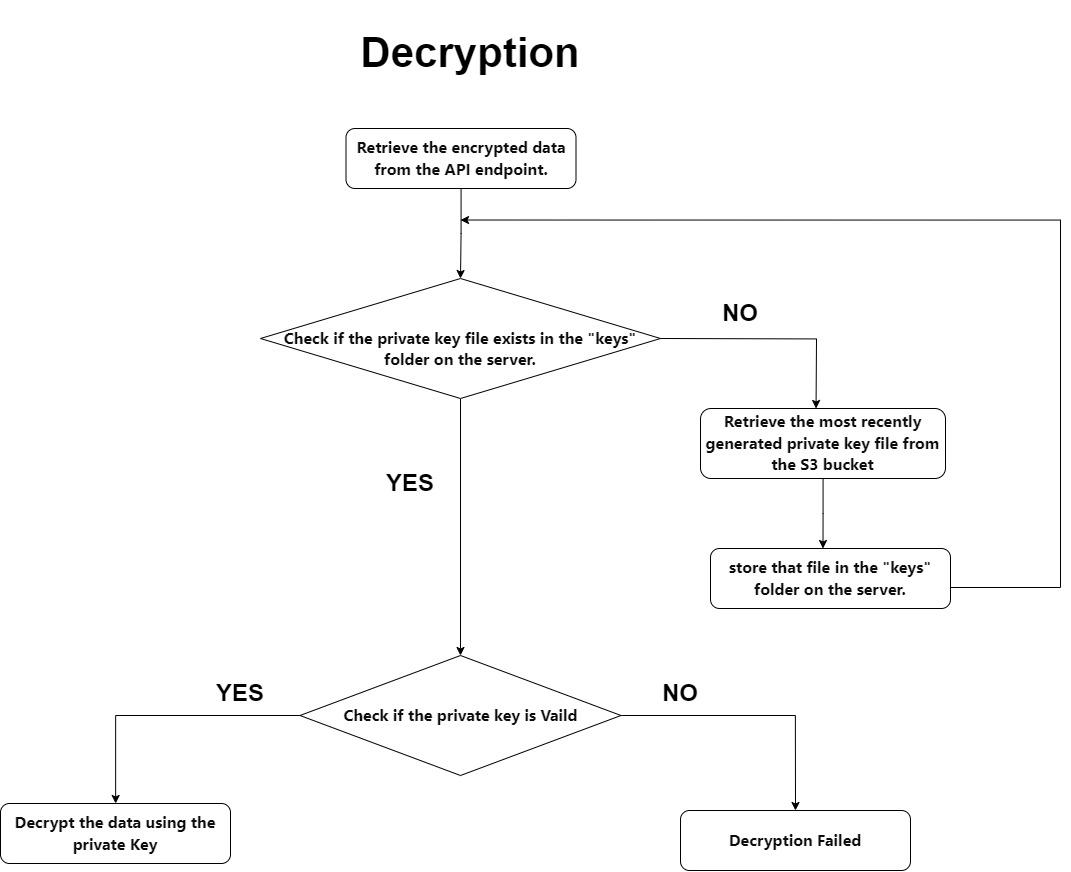 Decryption
Retrieve the encrypted data
from the API endpoint.
NO
Check if the private key file exists in the "keys"
folder on the server.
Retrieve the most recently
generated private key file from
the S3 bucket
YES
store that file in the "keys"
folder on the server.
YES
NO
Check if the private key is Vaild
Decrypt the data using the
private Key
Decryption Failed